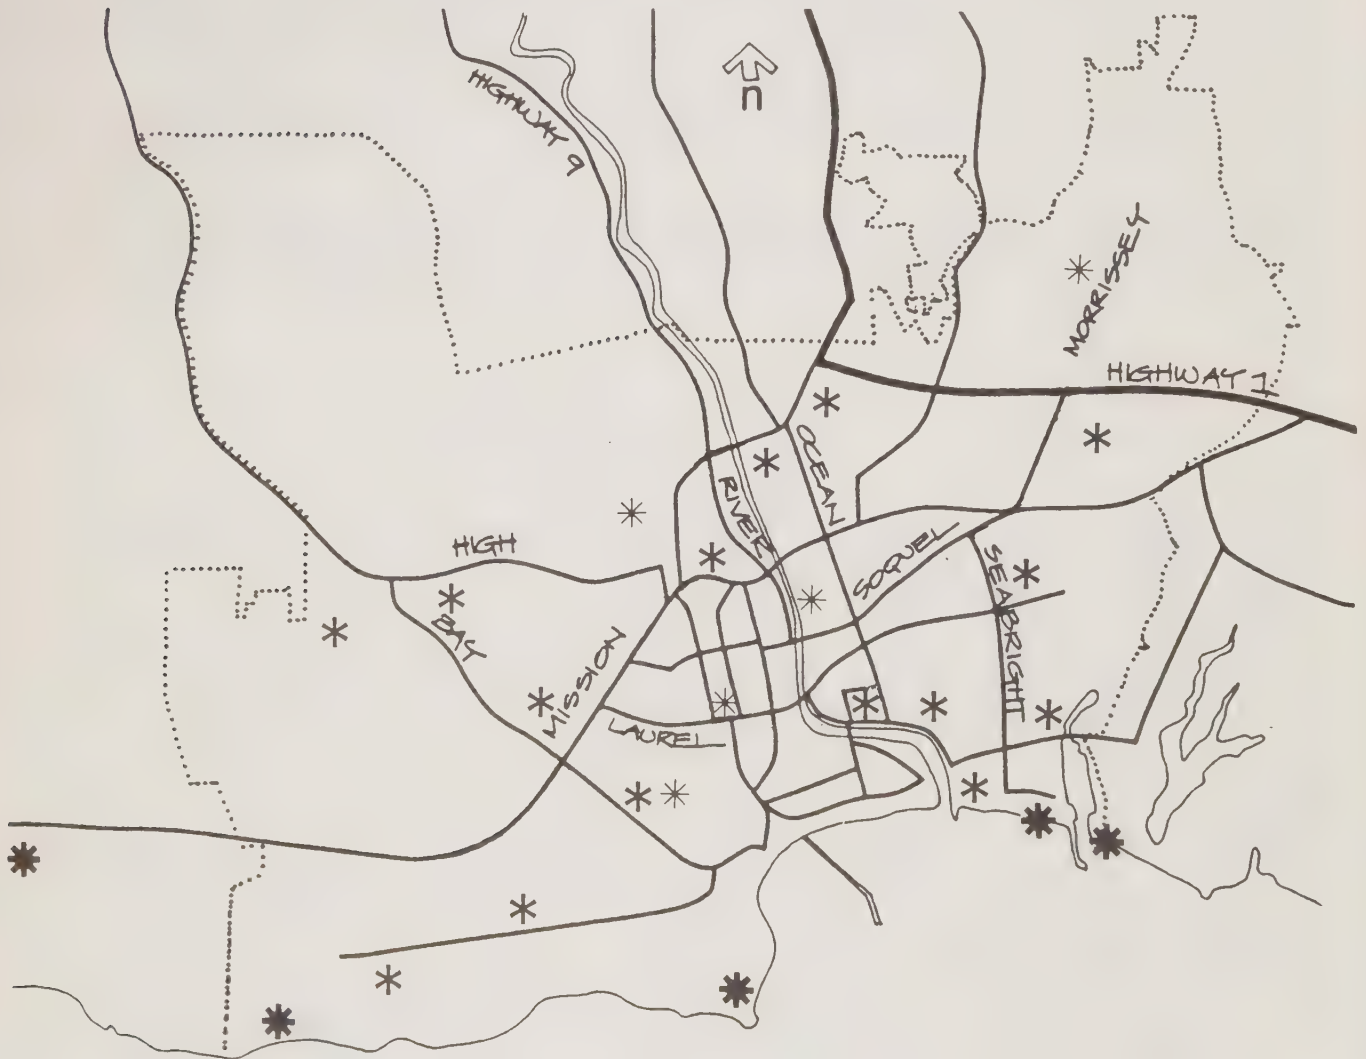 n
HIGHWAY 9
MORRISSEY
HIGHWAY 1
OCEAN
RIVER
HIGH
SOQUEL
SEABRIGHT
BAY
MISSION
LAUREL